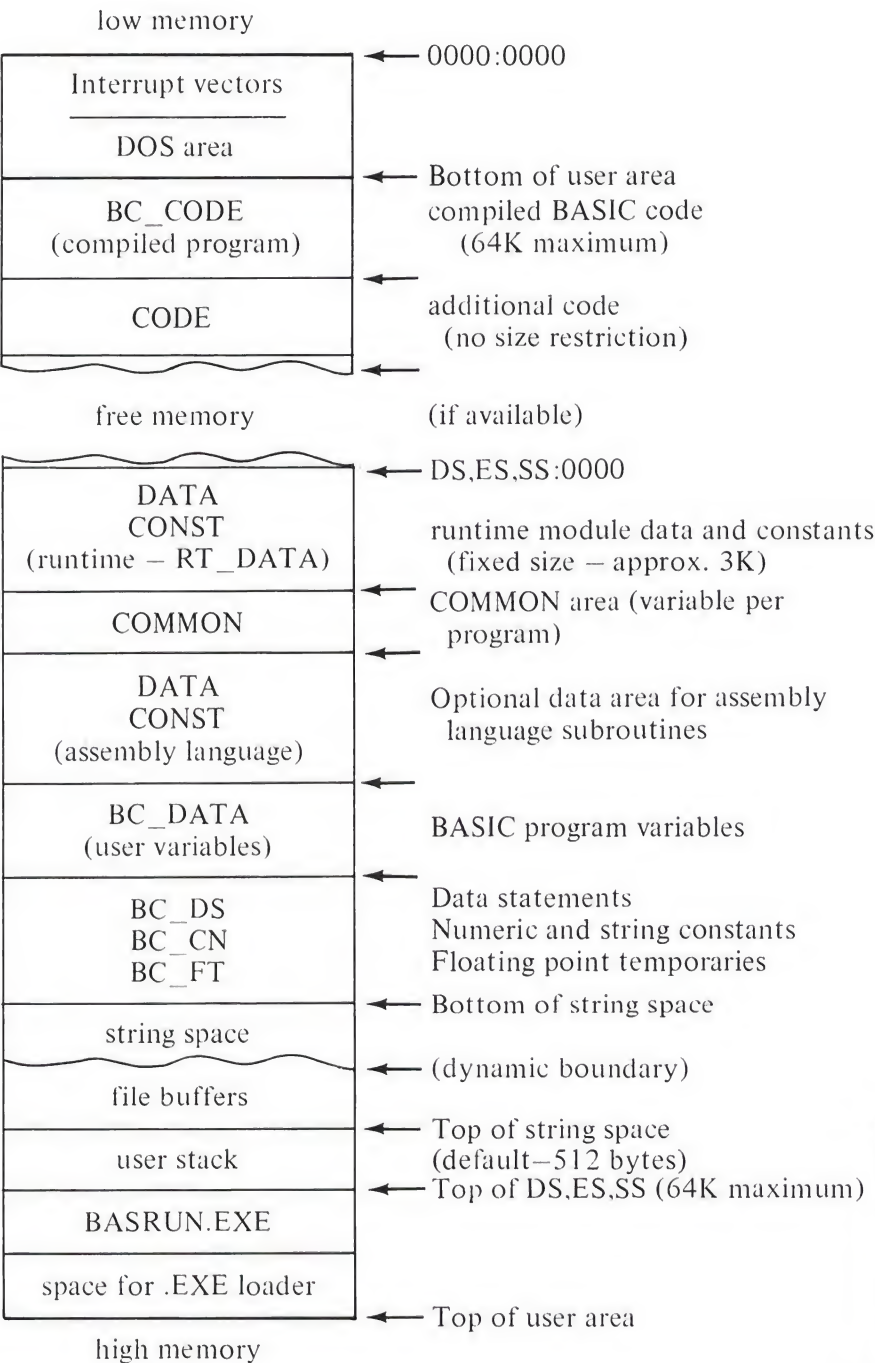 low memory
0000:0000
Interrupt vectors
DOS area
Bottom of user area
BC_CODE
(compiled program)
compiled BASIC code
(64K maximum)
CODE
additional code
(no size restriction)
free memory
(if available)
DS,ES,SS:0000
DATA
CONST
(runtime – RT_DATA)
runtime module data and constants
(fixed size – approx. 3K)
COMMON
COMMON area (variable per
program)
DATA
CONST
(assembly language)
Optional data area for assembly
language subroutines
BC_DATA
(user variables)
BASIC program variables
BC_DS
BC_CN
BC_FT
Data statements
Numeric and string constants
Floating point temporaries
Bottom of string space
string space
(dynamic boundary)
file buffers
Top of string space
user stack
(default–512 bytes)
Top of DS,ES,SS (64K maximum)
BASRUN.EXE
space for .EXE loader
Top of user area
high memory